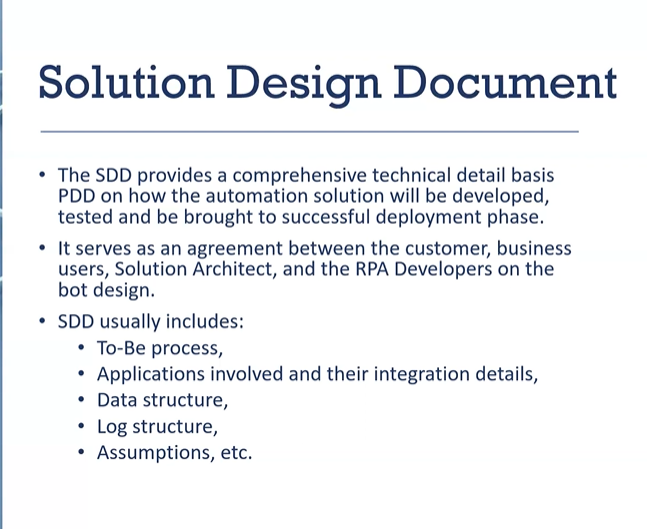 Solution Design Document
• The SDD provides a comprehensive technical detail basis
PDD on how the automation solution will be developed,
tested and be brought to successful deployment phase.
• It serves as an agreement between the customer, business
users, Solution Architect, and the RPA Developers on the
bot design.
• SDD usually includes:
• To-Be process,
• Applications involved and their integration details,
• Data structure,
• Log structure,
• Assumptions, etc.